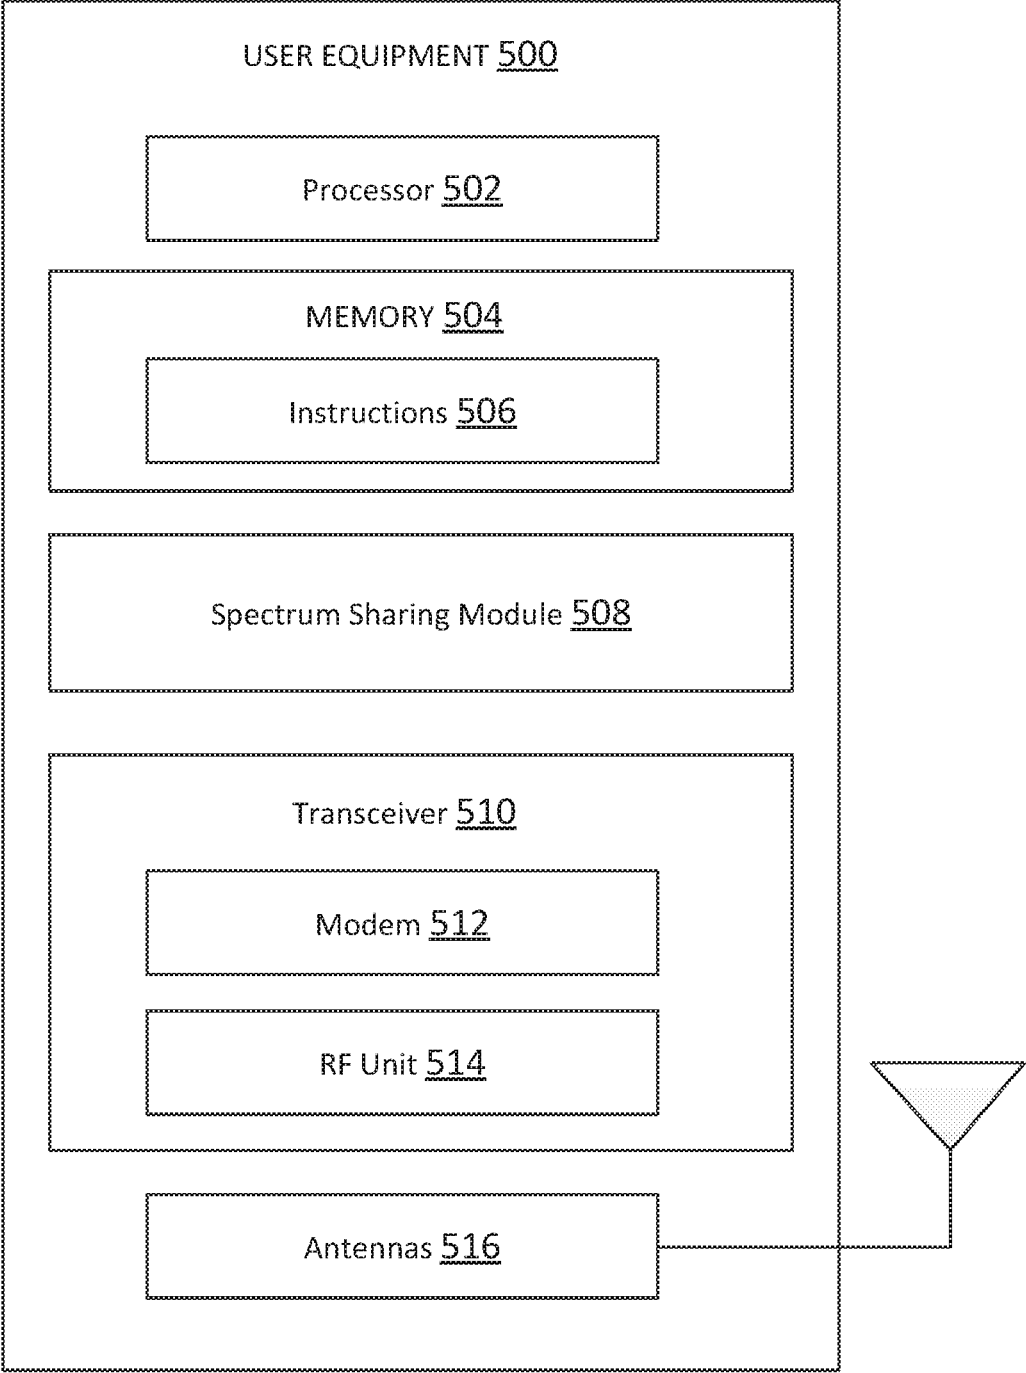 USER EQUIPMENT 500
Processor 502
MEMORY 504
Instructions 506
Spectrum Sharing Module 508
Transceiver 510
Modem 512
RF Unit 514
Antennas 516